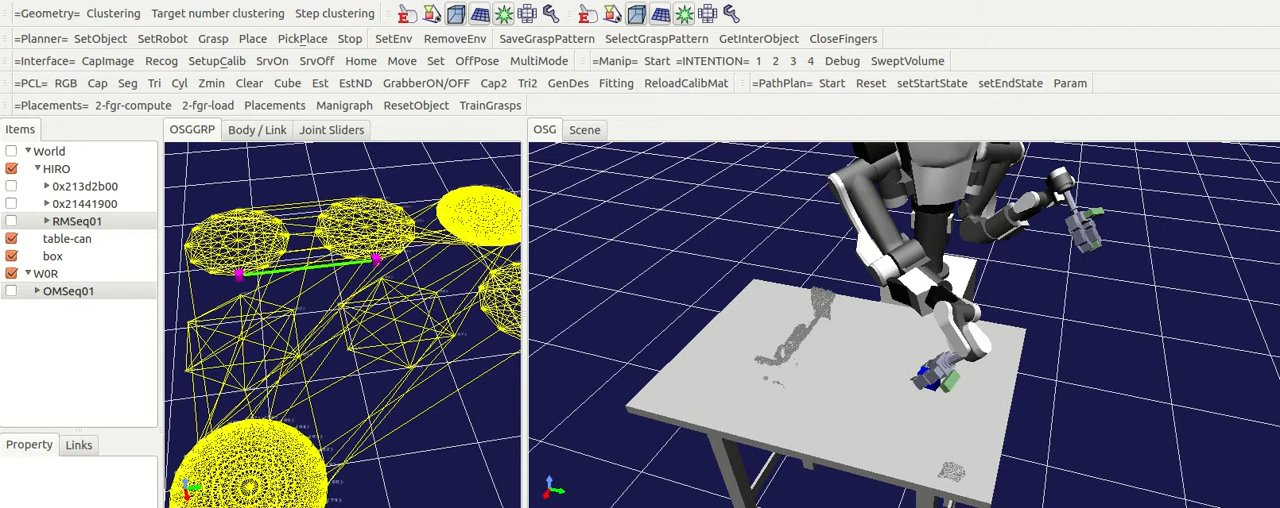 =Geometry= Clustering Target number clustering Step clustering
=Planner= SetObject SetRobot Grasp Place PickPlace Stop SetEnv RemoveEnv SaveGraspPattern SelectGraspPattern GetInterObject CloseFingers
=Interface= CapImage Recog SetupCalib SrvOn SrvOff Home Move Set OffPose MultiMode =Manip= Start =INTENTION= 1 2 3 4 Debug SweptVolume
=PCL= RGB Cap Seg Tri Cyl Zmin Clear Cube Est EstND GrabberON/OFF Cap2 Tri2 GenDes Fitting ReloadCalibMat =PathPlan= Start Reset setStartState setEndState Param
=Placements= 2-fgr-compute 2-fgr-load Placements Manigraph ResetObject TrainGrasps
Items OSGGRP Body / Link Joint Sliders OSG Scene
World
HIRO
0x213d2b00
0x21441900
RMSeq01
table-can
box
W0R
OMSeq01
Property Links